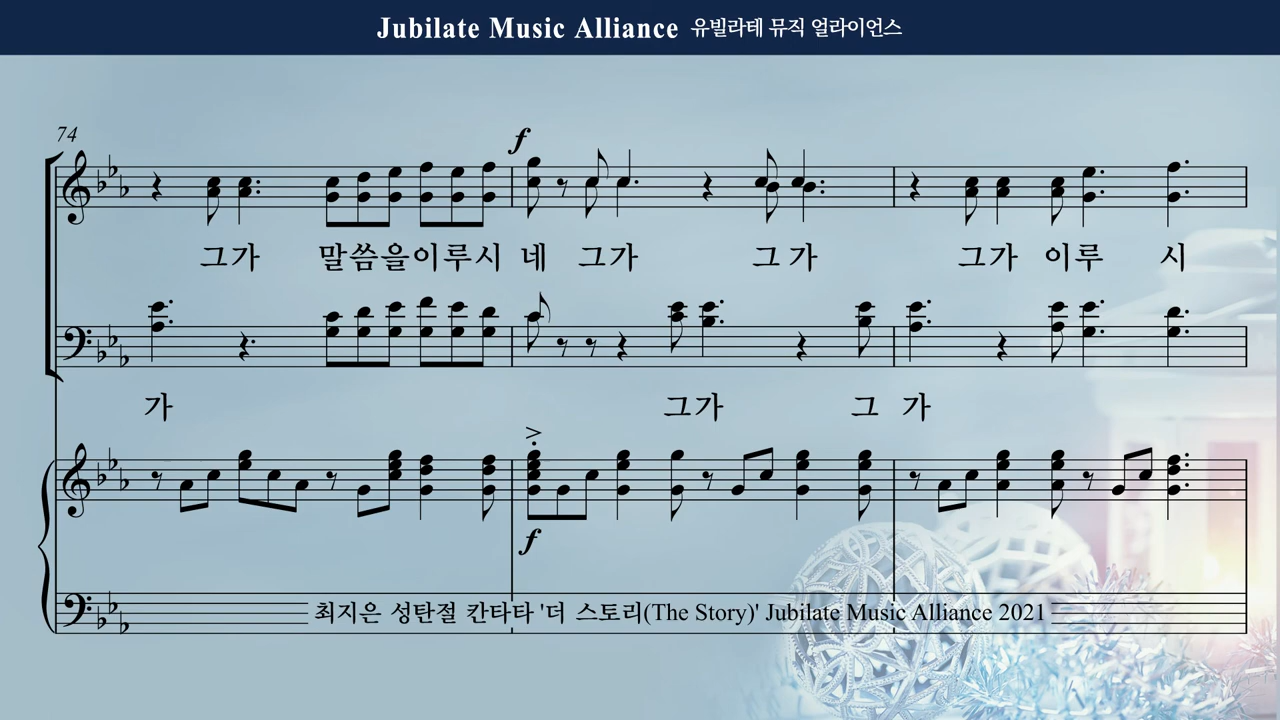 Jubilate Music Alliance 유빌라테 뮤직 얼라이언스
74
f
그가 말씀을이루시 네 그가 그가 그가 이루 시
가 그가 그 가
f
최지은 성탄절 칸타타 '더 스토리(The Story)' Jubilate Music Alliance 2021